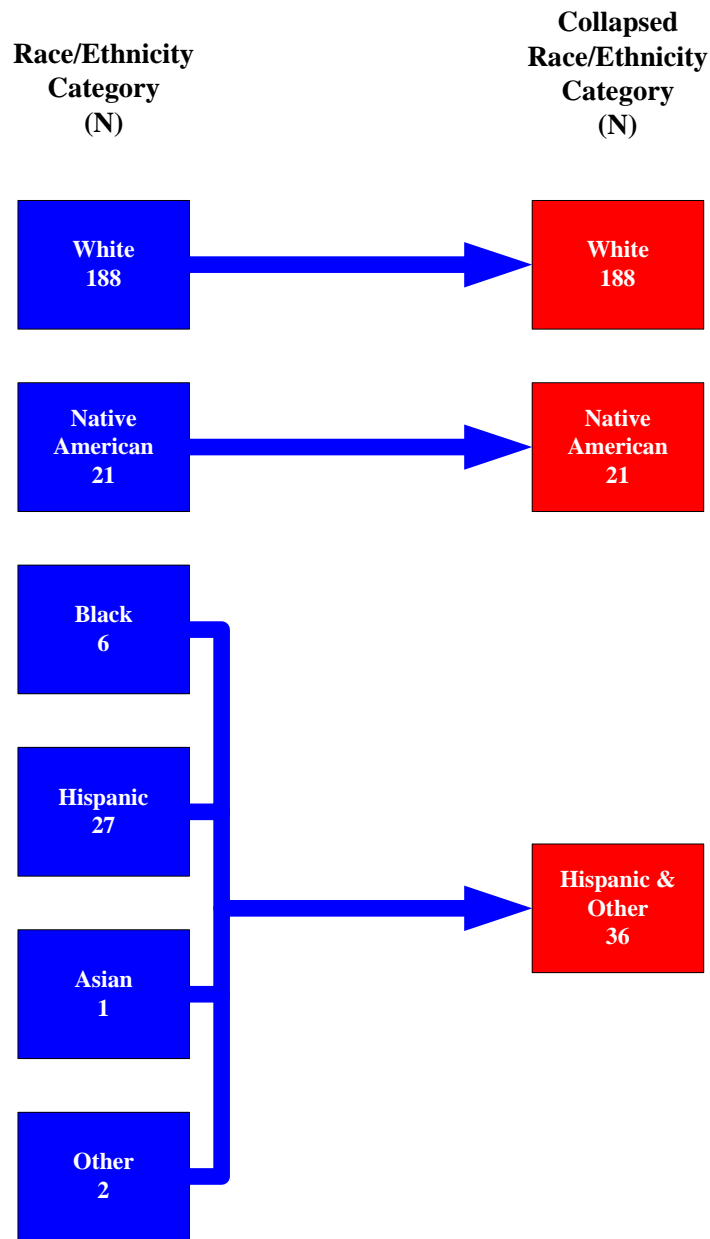 Race/Ethnicity
Category
(N)
Collapsed
Race/Ethnicity
Category
(N)
White
188
White
188
Native
American
21
Native
American
21
Black
6
Hispanic
27
Hispanic &
Other
36
Asian
1
Other
2